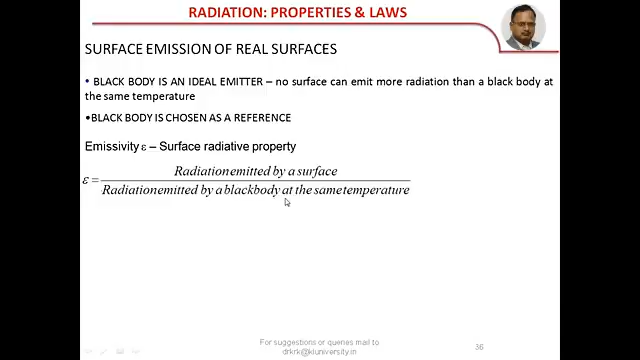 RADIATION: PROPERTIES & LAWS
SURFACE EMISSION OF REAL SURFACES
• BLACK BODY IS AN IDEAL EMITTER – no surface can emit more radiation than a black body at
the same temperature
•BLACK BODY IS CHOSEN AS A REFERENCE
Emissivity ε – Surface radiative property
ε = Radiation emitted by a surface
Radiation emitted by a blackbody at the same temperature
For suggestions or queries mail to
drkrk@kluniversity.in
36